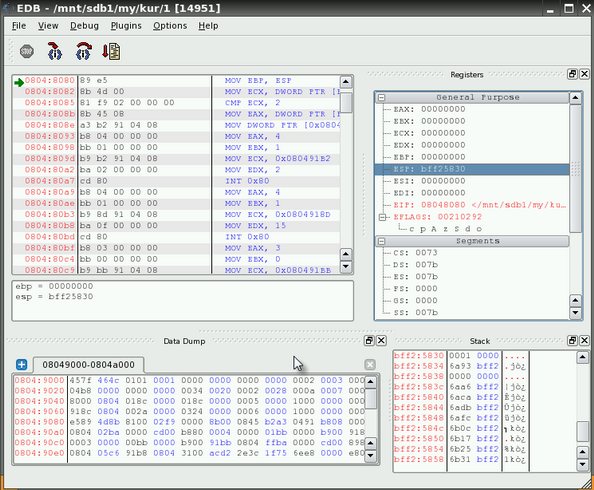 EDB - /mnt/sdb1/my/kur/1 [14951]
File View Debug Plugins Options Help
0804:8080 89 e5 MOV EBP, ESP
0804:8082 8b 4d 00 MOV ECX, DWORD PTR [
0804:8085 81 f9 02 00 00 00 CMP ECX, 2
0804:808b 8b 45 08 MOV EAX, DWORD PTR [
0804:808e a3 b2 91 04 08 MOV DWORD PTR [0x0804
0804:8093 b8 04 00 00 00 MOV EAX, 4
0804:8098 bb 01 00 00 00 MOV EBX, 1
0804:809d b9 b2 91 04 08 MOV ECX, 0x080491B2
0804:80a2 ba 02 00 00 00 MOV EDX, 2
0804:80a7 cd 80 INT 0x80
0804:80a9 b8 04 00 00 00 MOV EAX, 4
0804:80ae bb 01 00 00 00 MOV EBX, 1
0804:80b3 b9 8d 91 04 08 MOV ECX, 0x0804918D
0804:80b8 ba 0f 00 00 00 MOV EDX, 15
0804:80bd cd 80 INT 0x80
0804:80bf b8 03 00 00 00 MOV EAX, 3
0804:80c4 bb 00 00 00 00 MOV EBX, 0
0804:80c9 b9 bb 91 04 08 MOV ECX, 0x080491BB
ebp = 00000000
esp = bff25830
Registers
General Purpose
EAX: 00000000
EBX: 00000000
ECX: 00000000
EDX: 00000000
EBP: 00000000
ESP: bff25830
ESI: 00000000
EDI: 00000000
EIP: 08048080 </mnt/sdb1/my/ku...
EFLAGS: 00210292
c p A z S d o
Segments
CS: 0073
DS: 007b
ES: 007b
FS: 0000
GS: 0000
SS: 007b
Data Dump
08049000-0804a000
0804:9000 457f 464c 0101 0001 0000 0000 0000 0000 0002 0003 000
0804:9020 04b8 0000 0000 0034 0020 0002 0028 000a 0007 000
0804:9040 8000 0804 018c 0000 018c 0000 0005 0000 1000 000
0804:9060 918c 0804 002a 0000 0324 0000 0006 0000 1000 000
0804:9080 e589 4d8b 8100 02f9 0000 8b00 0845 b2a3 0491 b808 000
0804:90a0 0002 02ba 0000 cd00 b880 0004 0000 01bb 0000 b900 918
0804:90c0 0003 0000 00bb 0000 b900 91bb 0804 ffba 0000 cd00 898
0804:90e0 0804 05c6 91b8 0804 3100 acd2 2e3c 1f75 6ee8 0000 e80
Stack
bff2:5830 0001 0000 ....
bff2:5834 6a93 bff2 .jò¿
bff2:5838 0000 0000 ....
bff2:583c 6aa6 bff2 ¦jò¿
bff2:5840 6aca bff2 Êjò¿
bff2:5844 6adb bff2 Ûjò¿
bff2:5848 6afc bff2 üjò¿
bff2:584c 6b0c bff2 .kò¿
bff2:5850 6b17 bff2 .kò¿
bff2:5854 6b25 bff2 %kò¿
bff2:5858 6b31 bff2 1kò¿